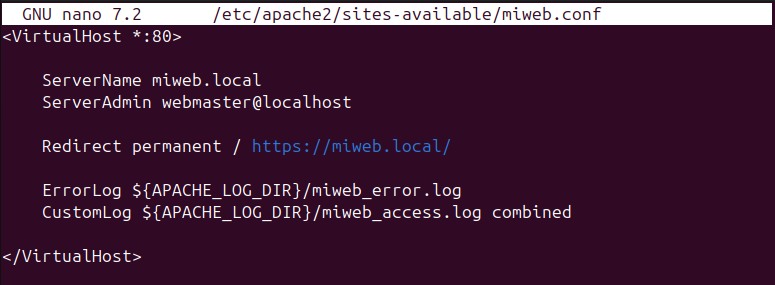 GNU nano 7.2 /etc/apache2/sites-available/miweb.conf
<VirtualHost *:80>
ServerName miweb.local
ServerAdmin webmaster@localhost
Redirect permanent / https://miweb.local/
ErrorLog ${APACHE_LOG_DIR}/miweb_error.log
CustomLog ${APACHE_LOG_DIR}/miweb_access.log combined
</VirtualHost>